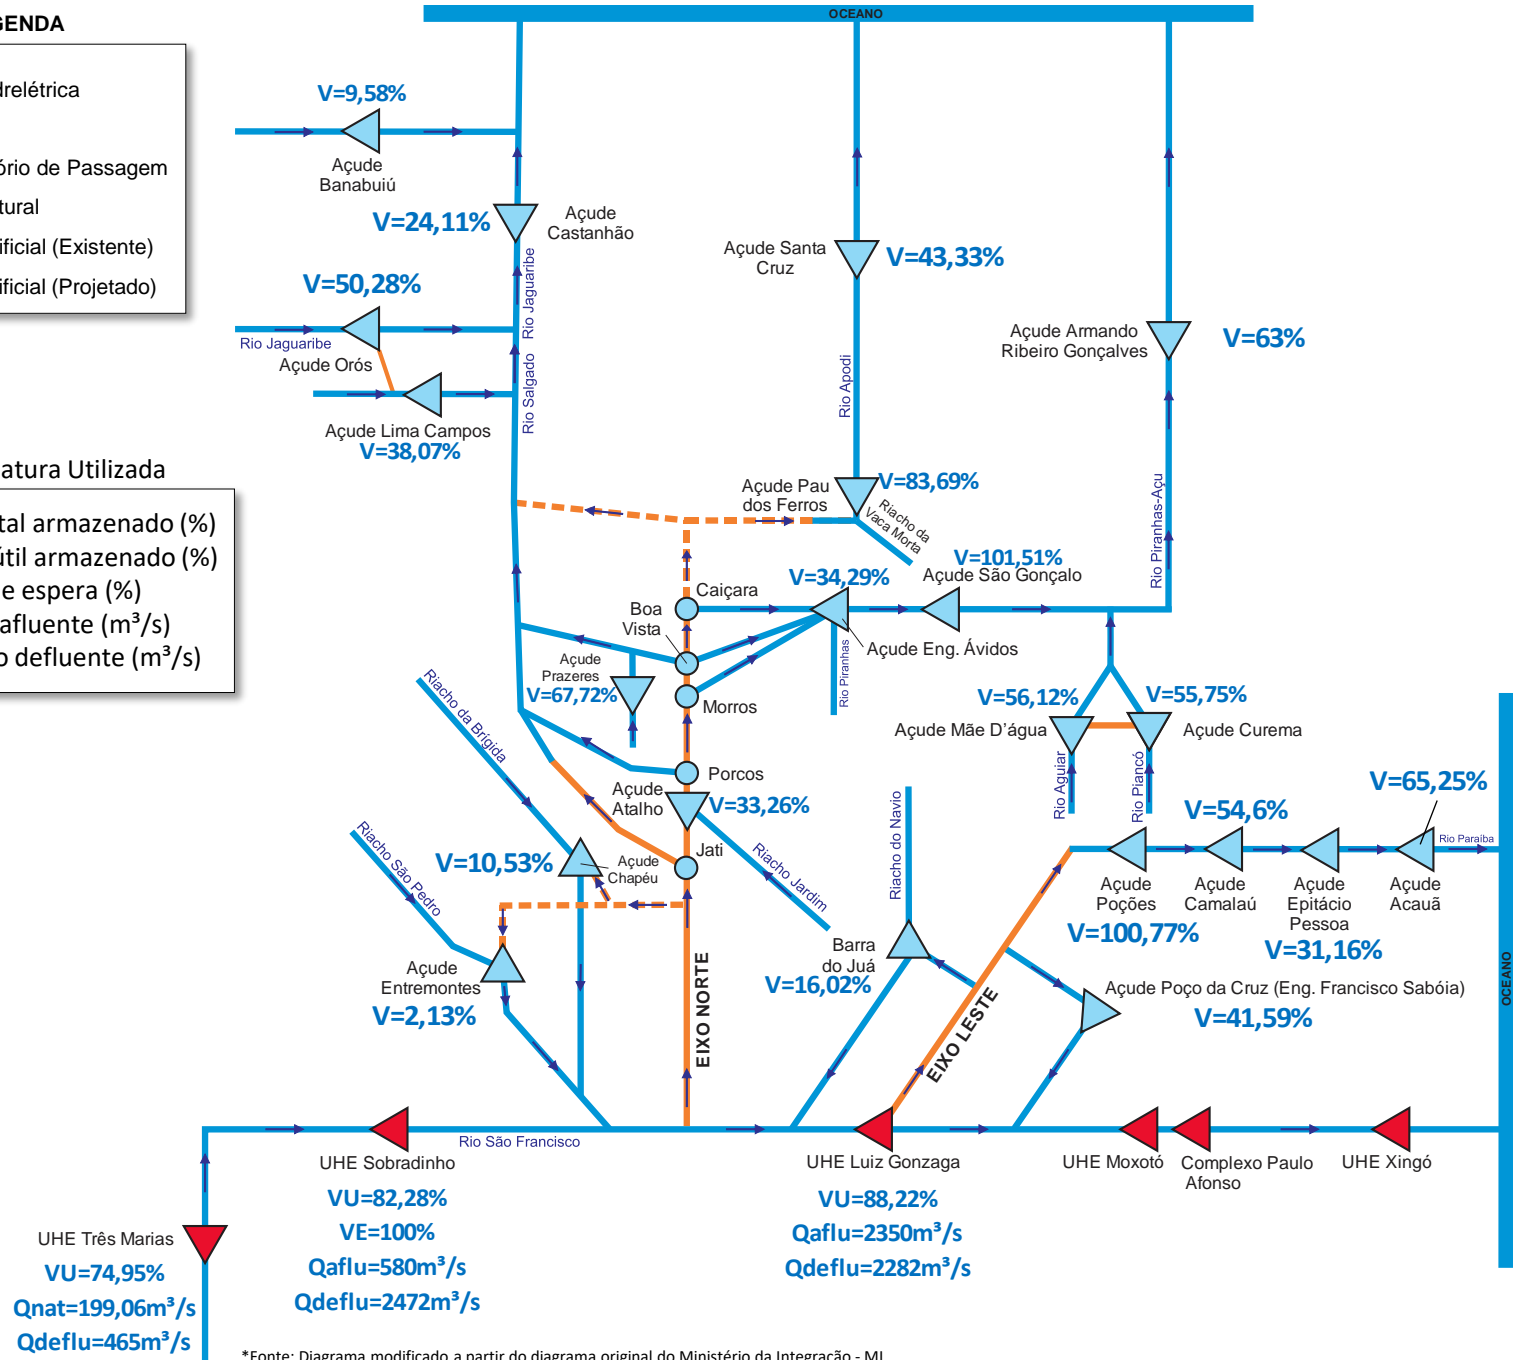 OCEANO
GENDA
drelétrica
ório de Passagem
tural
ificial (Existente)
ificial (Projetado)
V=9,58%
Açude
Banabuiú
V=24,11%
Açude
Castanhão
Açude Santa
Cruz
V=43,33%
V=50,28%
Rio Jaguaribe
Rio Jaguaribe
Açude Orós
Açude Armando
Ribeiro Gonçalves
V=63%
Rio Salgado
Rio Apodi
Açude Lima Campos
V=38,07%
atura Utilizada
tal armazenado (%)
útil armazenado (%)
e espera (%)
afluente (m³/s)
o defluente (m³/s)
Açude Pau
dos Ferros
V=83,69%
Riacho da
Vaca Morta
Rio Piranhas-Açu
V=101,51%
Açude São Gonçalo
V=34,29%
Caiçara
Boa
Vista
Açude Eng. Ávidos
Rio Piranhas
Açude
Prazeres
V=67,72%
Morros
Riacho da Brígida
V=56,12%
V=55,75%
Açude Mãe D'água
Açude Curema
Rio Aguiar
Rio Piancó
Porcos
Açude
Atalho
V=33,26%
V=65,25%
V=54,6%
Rio Paraíba
Riacho São Pedro
V=10,53%
Açude
Chapéu
Jati
Riacho Jardim
Riacho do Navio
Açude
Poções
V=100,77%
Açude
Camalaú
Açude
Epitácio
Pessoa
V=31,16%
Açude
Acauã
Açude
Entremontes
V=2,13%
EIXO NORTE
Barra
do Juá
V=16,02%
EIXO LESTE
Açude Poço da Cruz (Eng. Francisco Sabóia)
V=41,59%
OCEANO
Rio São Francisco
UHE Sobradinho
VU=82,28%
VE=100%
Qaflu=580m³/s
Qdeflu=2472m³/s
UHE Luiz Gonzaga
VU=88,22%
Qaflu=2350m³/s
Qdeflu=2282m³/s
UHE Moxotó
Complexo Paulo
Afonso
UHE Xingó
UHE Três Marias
VU=74,95%
Qnat=199,06m³/s
Qdeflu=465m³/s
*Fonte: Diagrama modificado a partir do diagrama original do Ministério da Integração - MI